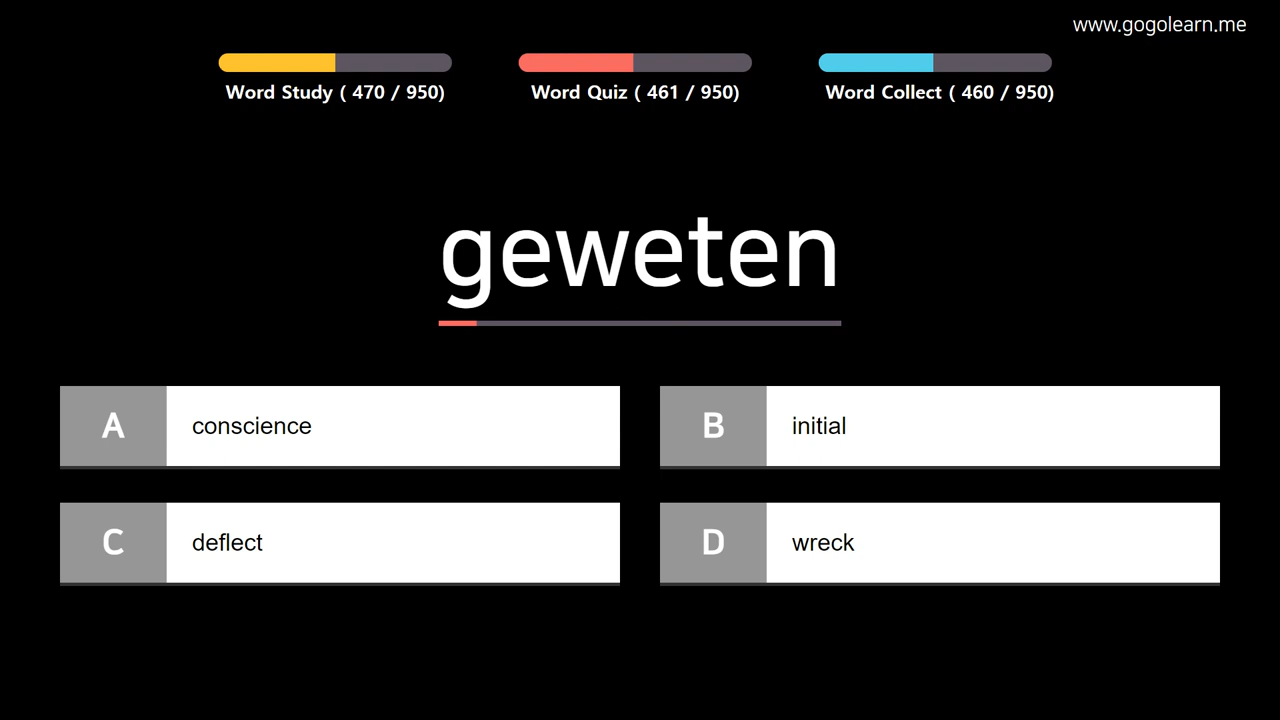 www.gogolearn.me
Word Study ( 470 / 950)
Word Quiz ( 461 / 950)
Word Collect ( 460 / 950)
geweten
A conscience
B initial
C deflect
D wreck